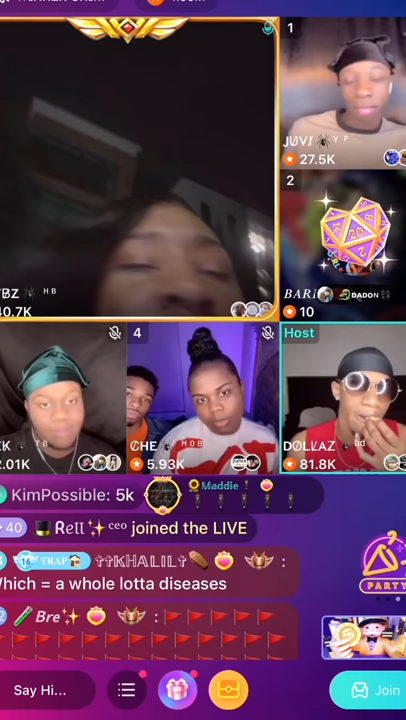 1
JUVI Y P
27.5K
2
BARI DADON
10
BZ H B
40.7K
Host
K T B
2.01K
4
CHE M O B
5.93K
DOLLAZ b d
81.8K
KimPossible: 5k
Maddie
40 Rell ceo joined the LIVE
TRAP KHALIL :
Which = a whole lotta diseases
Bre :
PARTY
Say Hi...
Join